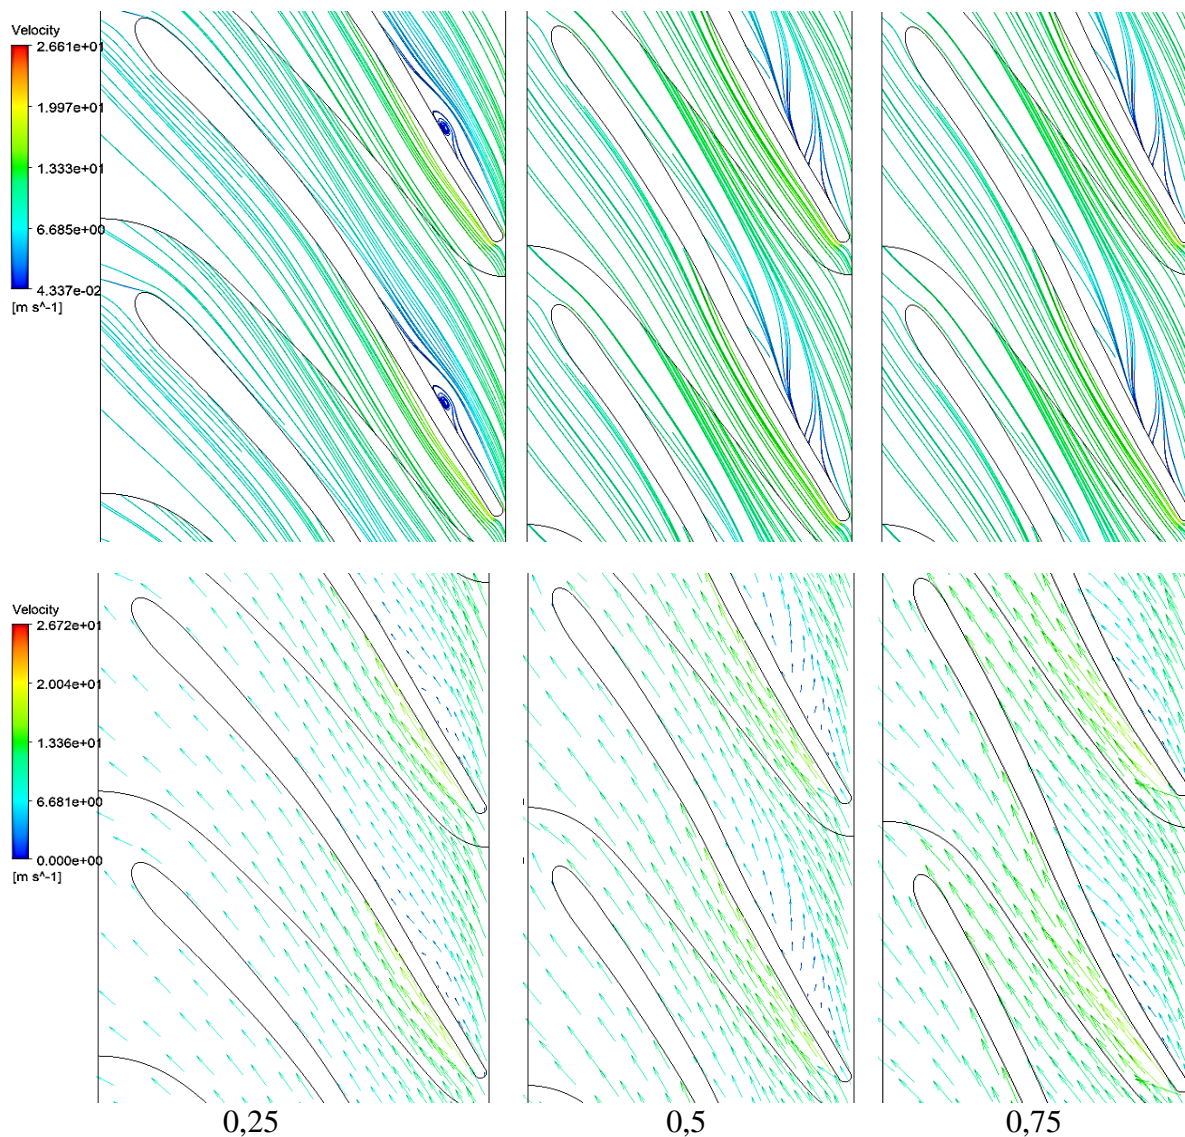 Velocity
2.661e+01
1.997e+01
1.333e+01
6.685e+00
4.337e-02
[m s^-1]
Velocity
2.672e+01
2.004e+01
1.336e+01
6.681e+00
0.000e+00
[m s^-1]
0,25 0,5 0,75